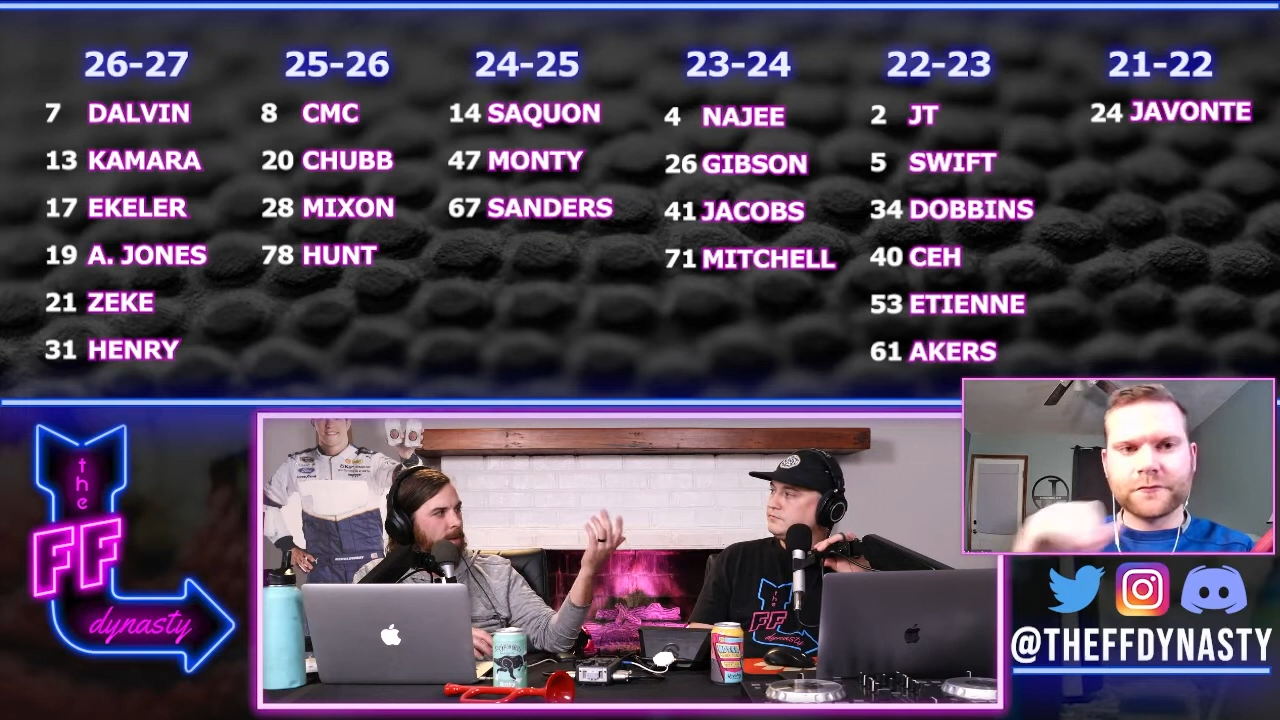 26-27
7 DALVIN
13 KAMARA
17 EKELER
19 A. JONES
21 ZEKE
31 HENRY
25-26
8 CMC
20 CHUBB
28 MIXON
78 HUNT
24-25
14 SAQUON
47 MONTY
67 SANDERS
23-24
4 NAJEE
26 GIBSON
41 JACOBS
71 MITCHELL
22-23
2 JT
5 SWIFT
34 DOBBINS
40 CEH
53 ETIENNE
61 AKERS
21-22
24 JAVONTE
the
FF
dynasty
the
FF
dynasty
@THEFFDYNASTY